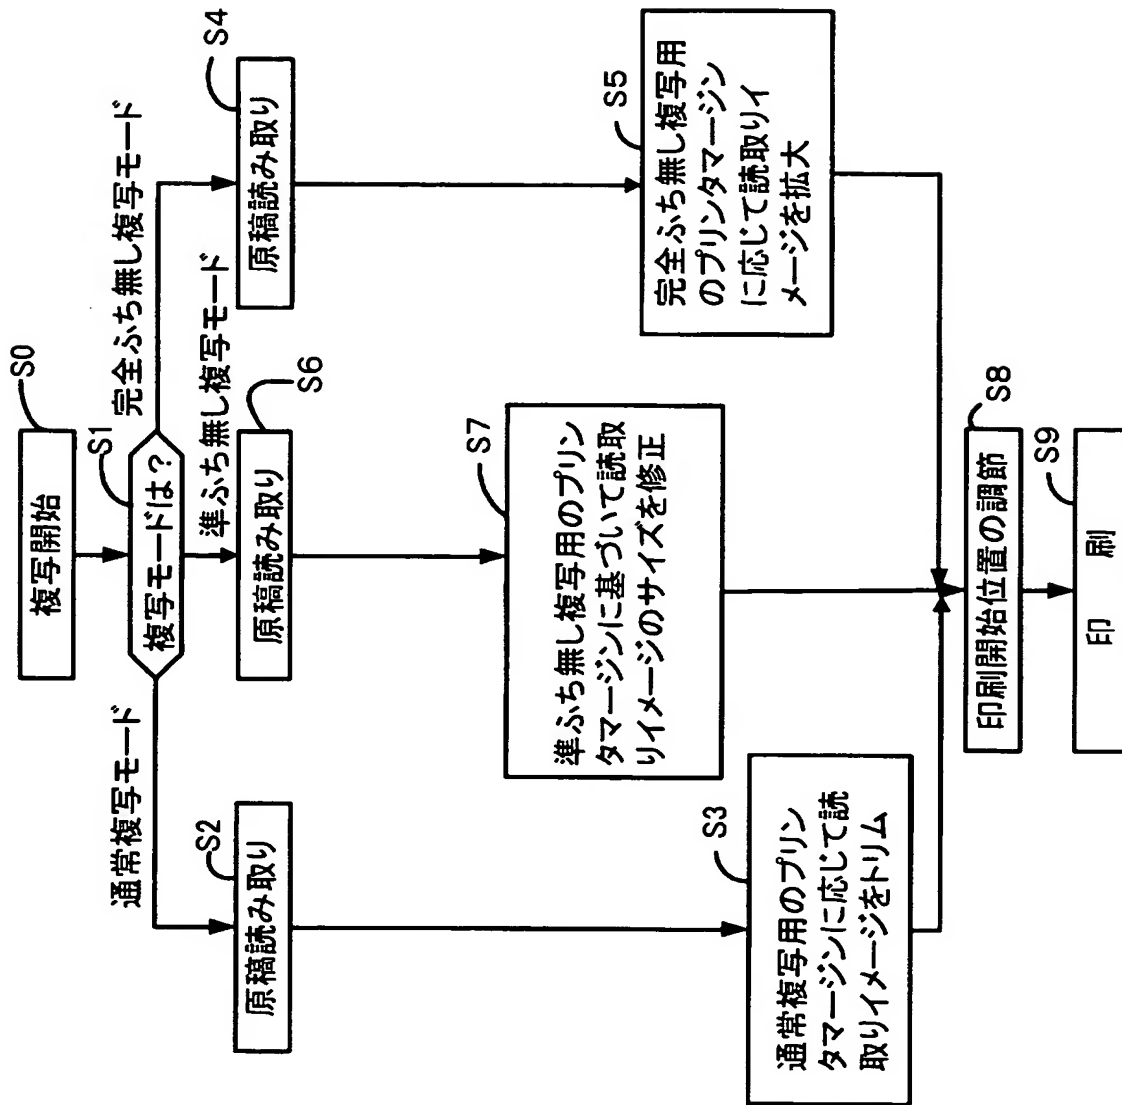 複写開始
S0
複写モードは?
S1
通常複写モード
準ふち無し複写モード
完全ふち無し複写モード
原稿読み取り
S2
原稿読み取り
S6
原稿読み取り
S4
通常複写用のプリン
タマージンに応じて読
取りイメージをトリム
S3
準ふち無し複写用のプリン
タマージンに基づいて読取
りイメージのサイズを修正
S7
完全ふち無し複写用
のプリンタマージン
に応じて読取りイ
メージを拡大
S5
印刷開始位置の調節
S8
印 刷
S9